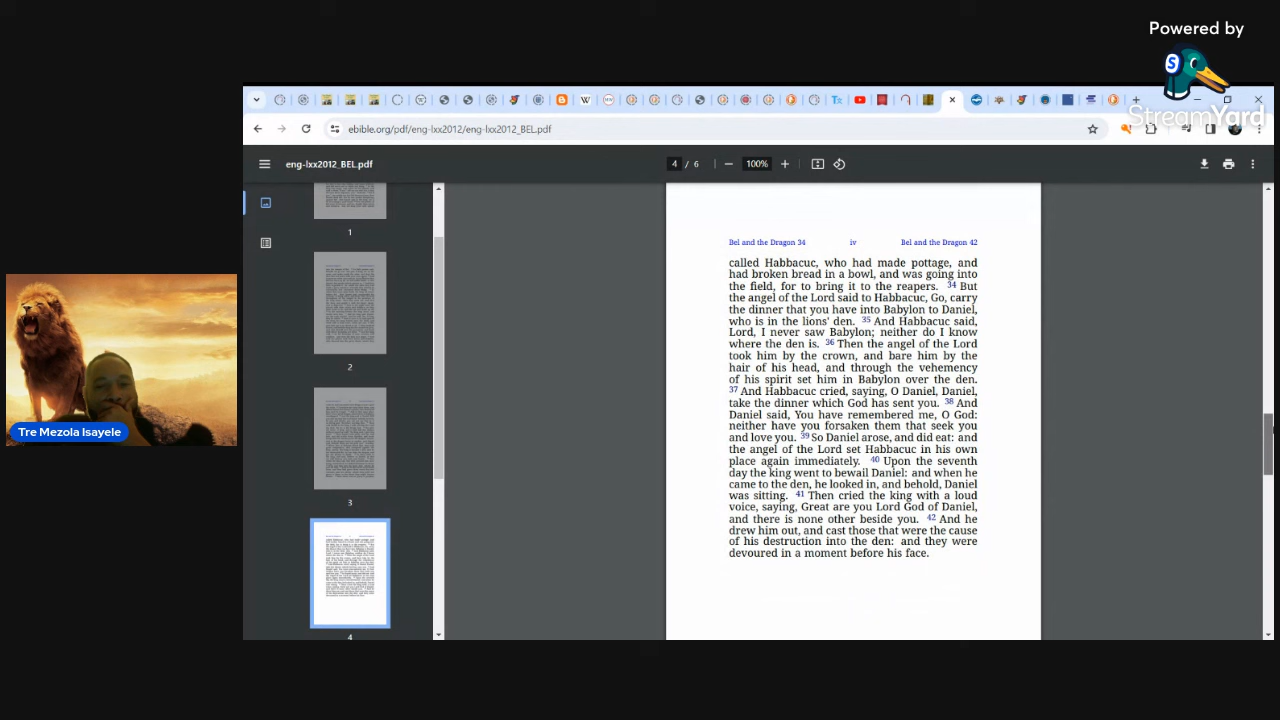 Powered by
S
StreamYard
ebible.org/pdf/eng-lxx2012/eng-lxx2012_BEL.pdf
eng-lxx2012_BEL.pdf
4 / 6
100%
1
2
3
4
Bel and the Dragon 34 iv Bel and the Dragon 42
called Habbacuc, who had made pottage, and
had broken bread in a bowl, and was going into
the field, for to bring it to the reapers. 34 But
the angel of the Lord said to Habbacuc, Go, carry
the dinner that you have into Babylon to Daniel,
who is in the lions' den. 35 And Habbacuc said,
Lord, I never saw Babylon; neither do I know
where the den is. 36 Then the angel of the Lord
took him by the crown, and bare him by the
hair of his head, and through the vehemency
of his spirit set him in Babylon over the den.
37 And Habbacuc cried, saying, O Daniel, Daniel,
take the dinner which God has sent you. 38 And
Daniel said, You have remembered me, O God:
neither have you forsaken them that seek you
and love you. 39 So Daniel arose, and did eat: and
the angel of the Lord set Habbacuc in his own
place again immediately. 40 Upon the seventh
day the king went to bewail Daniel: and when he
came to the den, he looked in, and behold, Daniel
was sitting. 41 Then cried the king with a loud
voice, saying, Great are you Lord God of Daniel,
and there is none other beside you. 42 And he
drew him out, and cast those that were the cause
of his destruction into the den: and they were
devoured in a moment before his face.
Tre Mezola Isayele